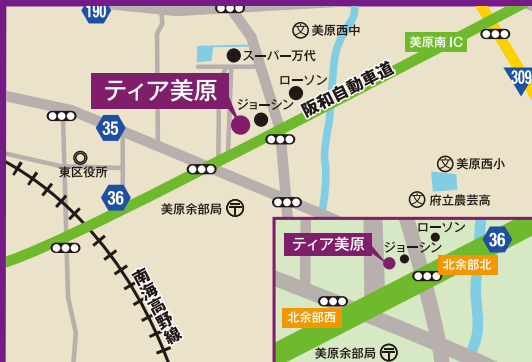 190
文 美原西中
美原南IC
スーパー万代
309
ティア美原
ローソン
阪和自動車道
ジョーシン
35
東区役所
文 美原西小
36
美原余部局 〒
文 府立農芸高
南海高野線
ローソン
ティア美原
ジョーシン
36
北余部北
北余部西
美原余部局 〒